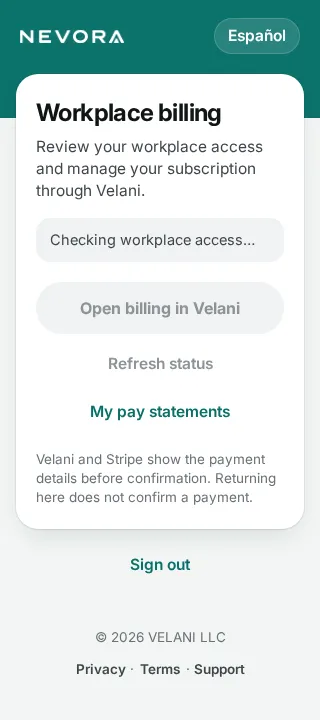 NEVORA
Español
Workplace billing
Review your workplace access
and manage your subscription
through Velani.
Checking workplace access...
Open billing in Velani
Refresh status
My pay statements
Velani and Stripe show the payment
details before confirmation. Returning
here does not confirm a payment.
Sign out
© 2026 VELANI LLC
Privacy · Terms · Support